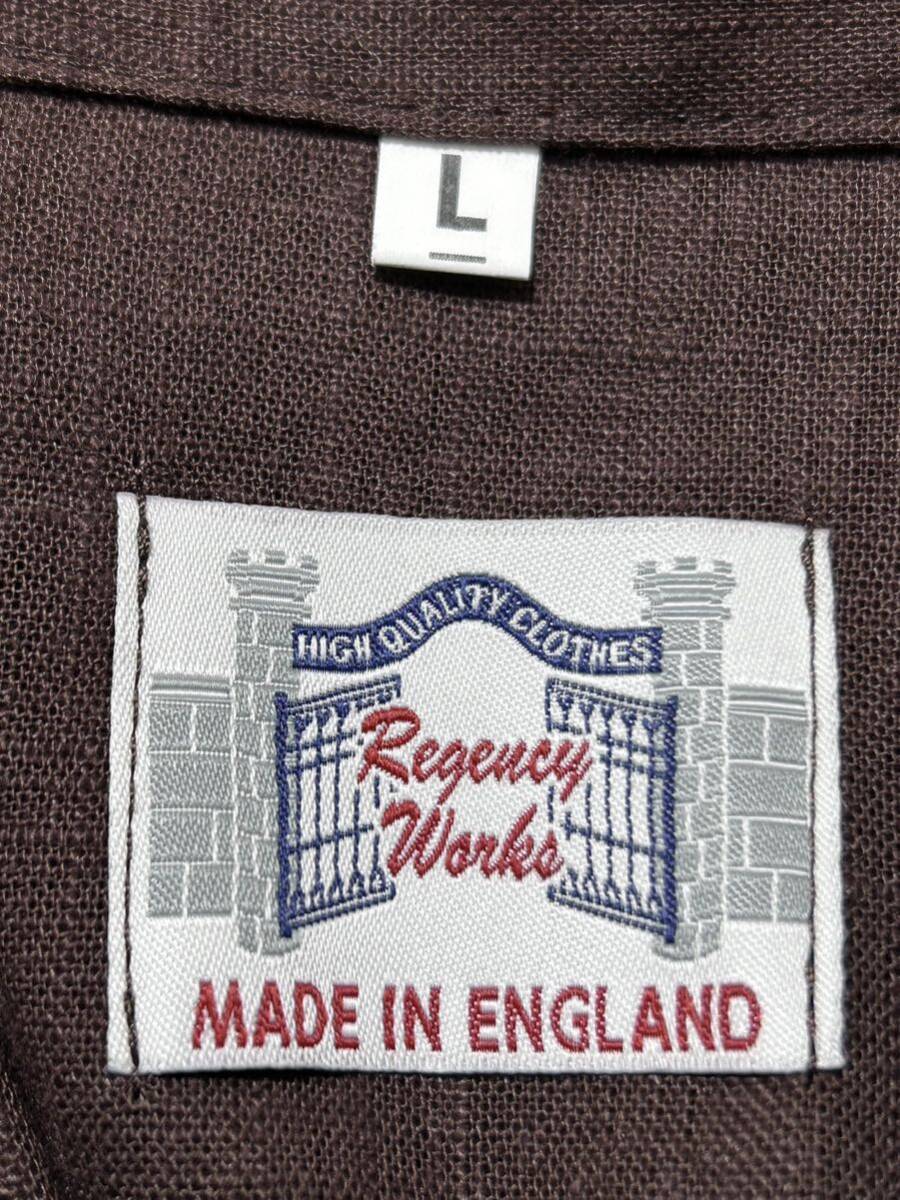 L
HIGH QUALITY CLOTHES
Regency
Works
MADE IN ENGLAND